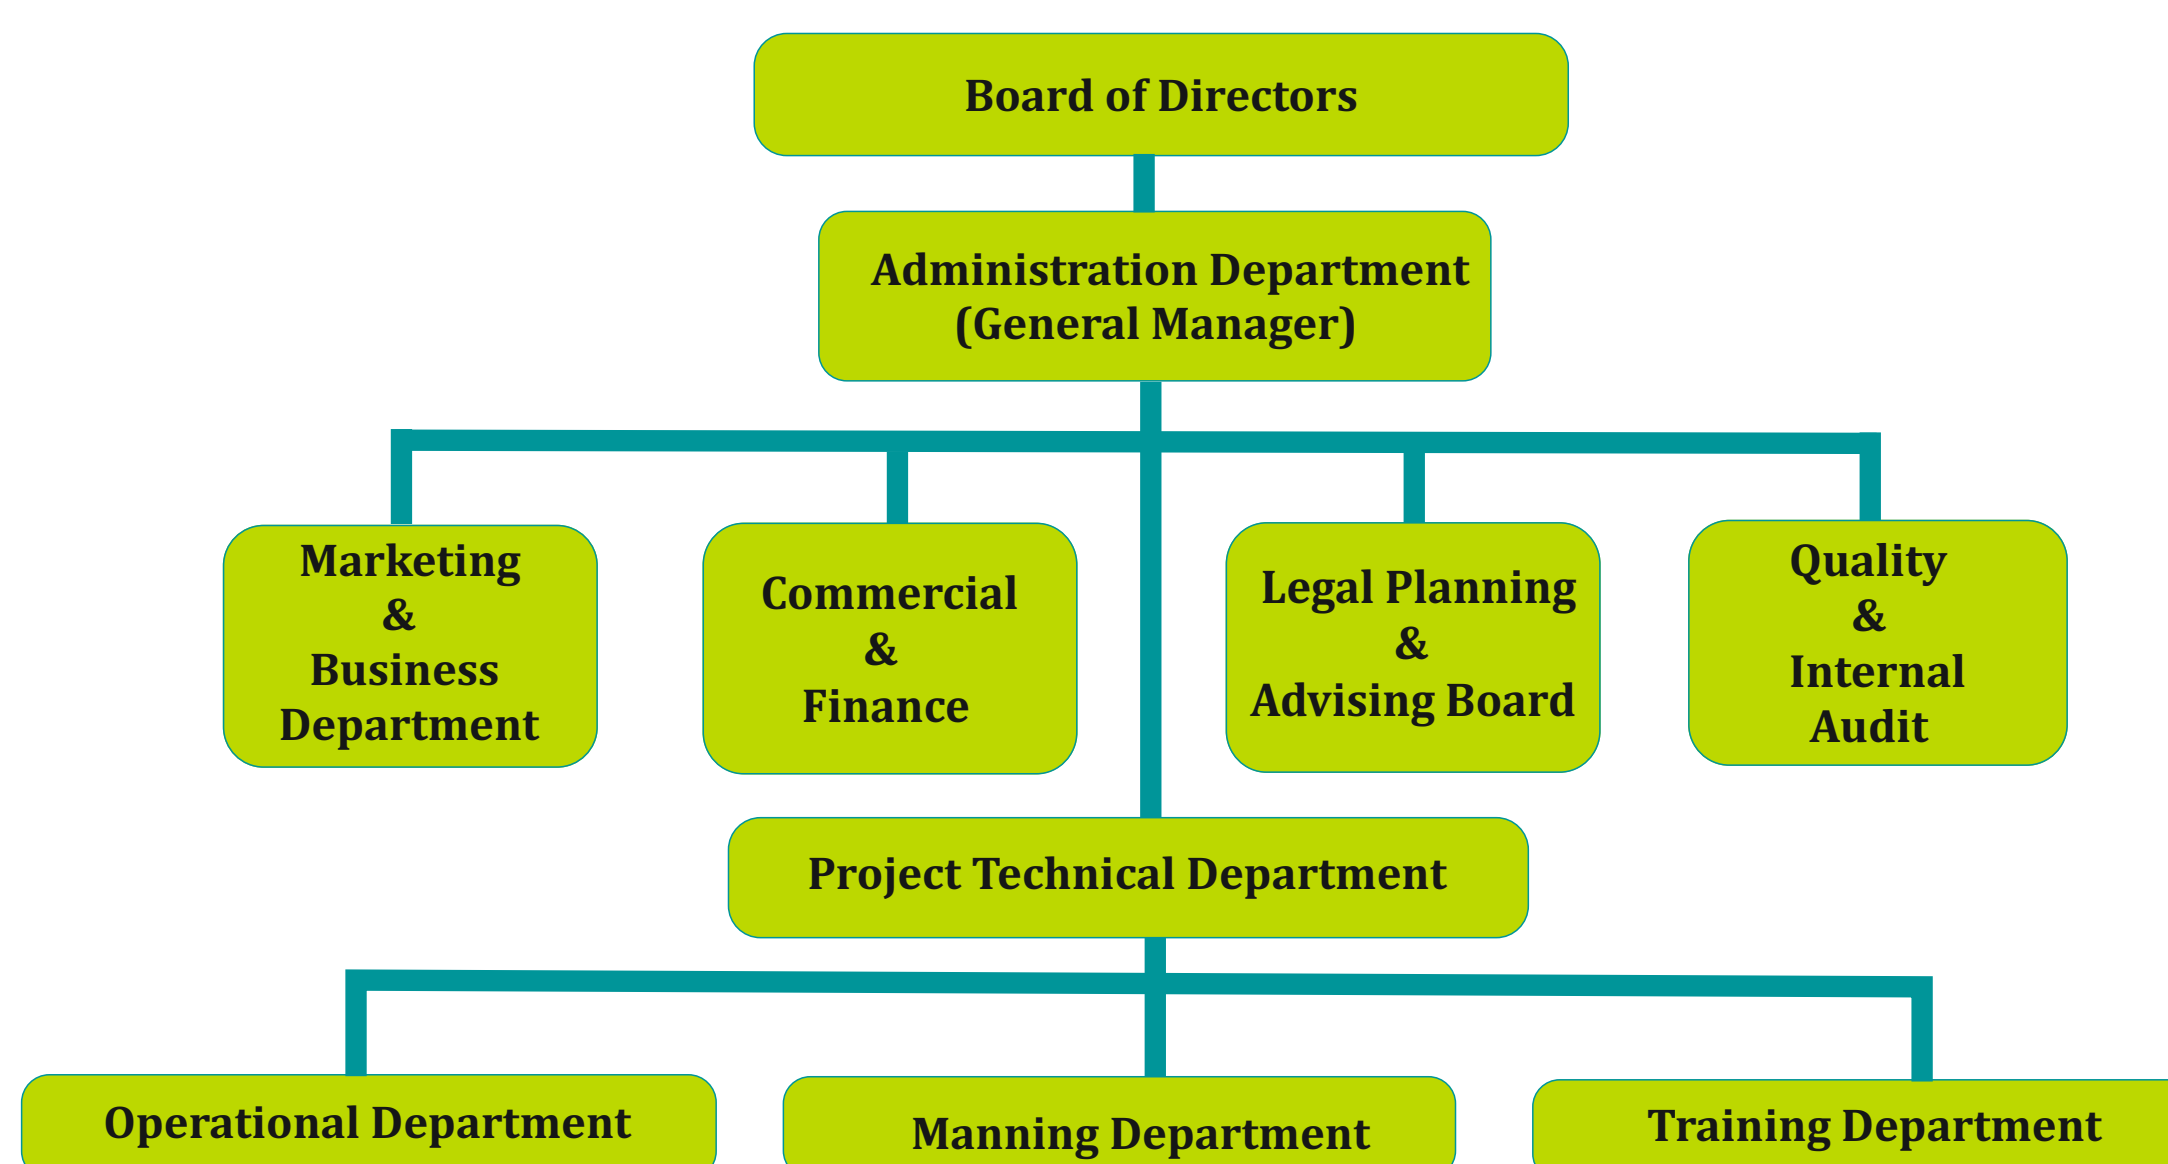 Board of Directors
Administration Department
(General Manager)
Marketing
&
Business
Department
Commercial
&
Finance
Legal Planning
&
Advising Board
Quality
&
Internal
Audit
Project Technical Department
Operational Department
Manning Department
Training Department